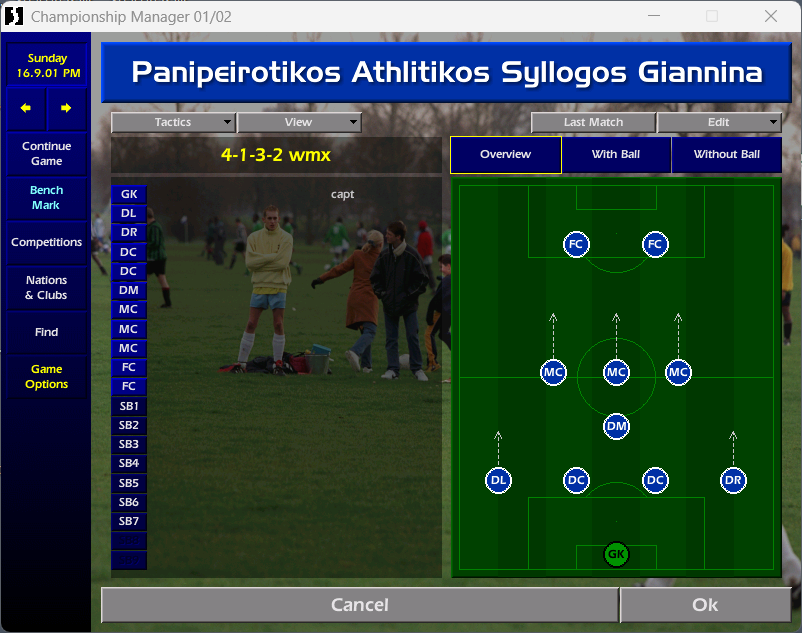 Championship Manager 01/02
Sunday
16.9.01 PM
Panipeirotikos Athlitikos Syllogos Giannina
Continue
Game
Bench
Mark
Competitions
Nations
& Clubs
Find
Game
Options
Tactics
View
Last Match
Edit
4-1-3-2 wmx
Overview
With Ball
Without Ball
GK
capt
DL
DR
DC
DC
DM
MC
MC
MC
FC
FC
SB1
SB2
SB3
SB4
SB5
SB6
SB7
FC FC
MC MC MC
DM
DL DC DC DR
GK
Cancel
Ok